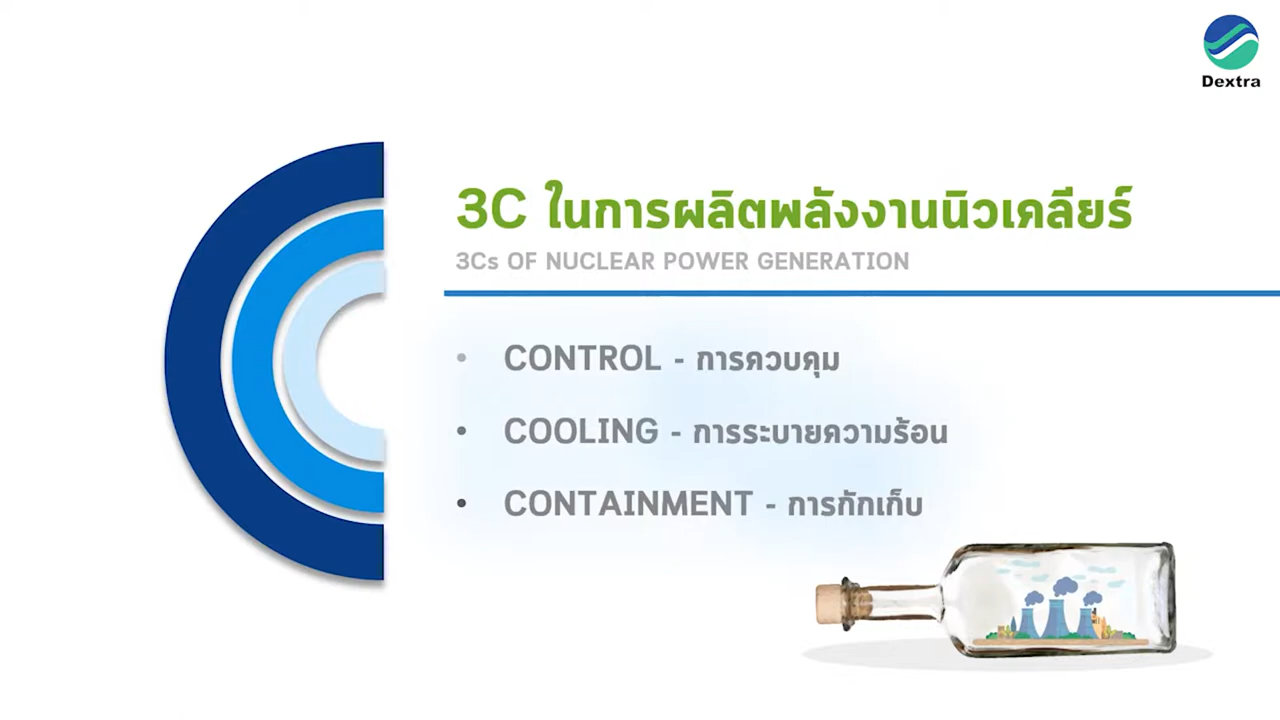 Dextra
3C ในการผลิตพลังงานนิวเคลียร์
3Cs OF NUCLEAR POWER GENERATION
• CONTROL - การควบคุม
• COOLING - การระบายความร้อน
• CONTAINMENT - การกักเก็บ